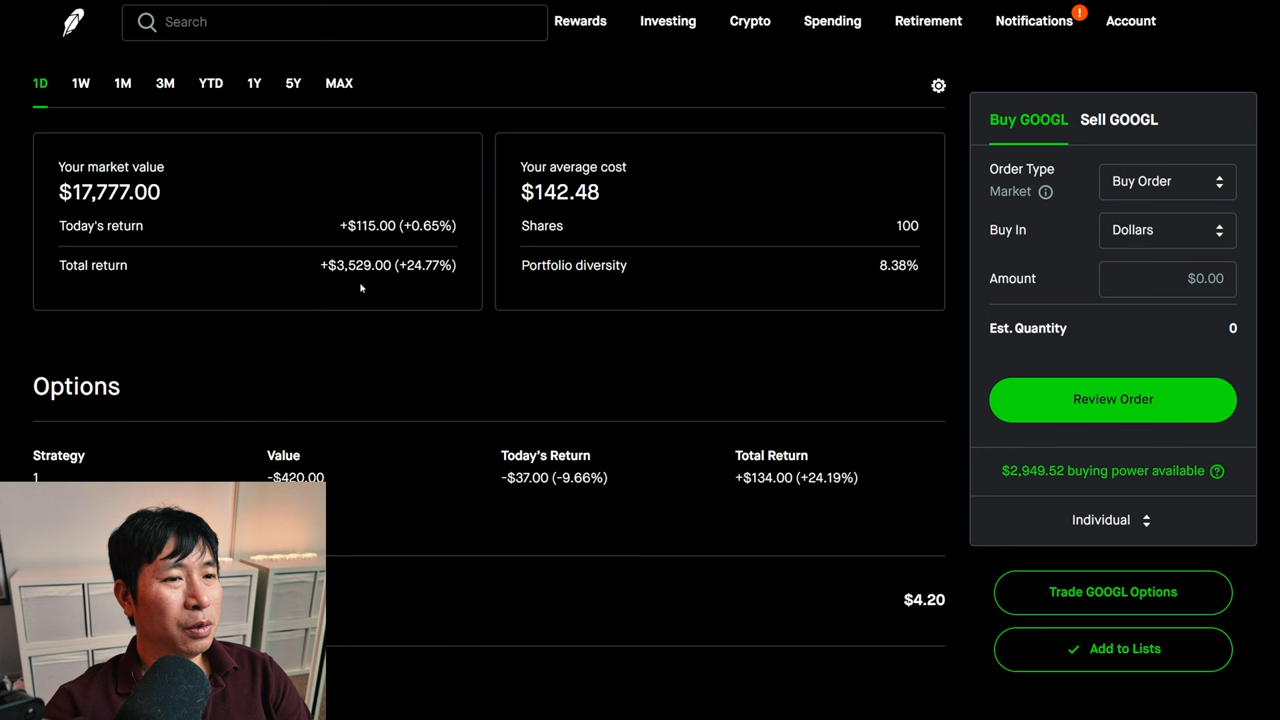 Search
Rewards Investing Crypto Spending Retirement Notifications ! Account
1D 1W 1M 3M YTD 1Y 5Y MAX
Your market value
$17,777.00
Today's return +$115.00 (+0.65%)
Total return +$3,529.00 (+24.77%)
Your average cost
$142.48
Shares 100
Portfolio diversity 8.38%
Options
Strategy Value Today's Return Total Return
1 -$420.00 -$37.00 (-9.66%) +$134.00 (+24.19%)
$4.20
Buy GOOGL Sell GOOGL
Order Type
Market
Buy Order
Buy In Dollars
Amount $0.00
Est. Quantity 0
Review Order
$2,949.52 buying power available
Individual
Trade GOOGL Options
Add to Lists